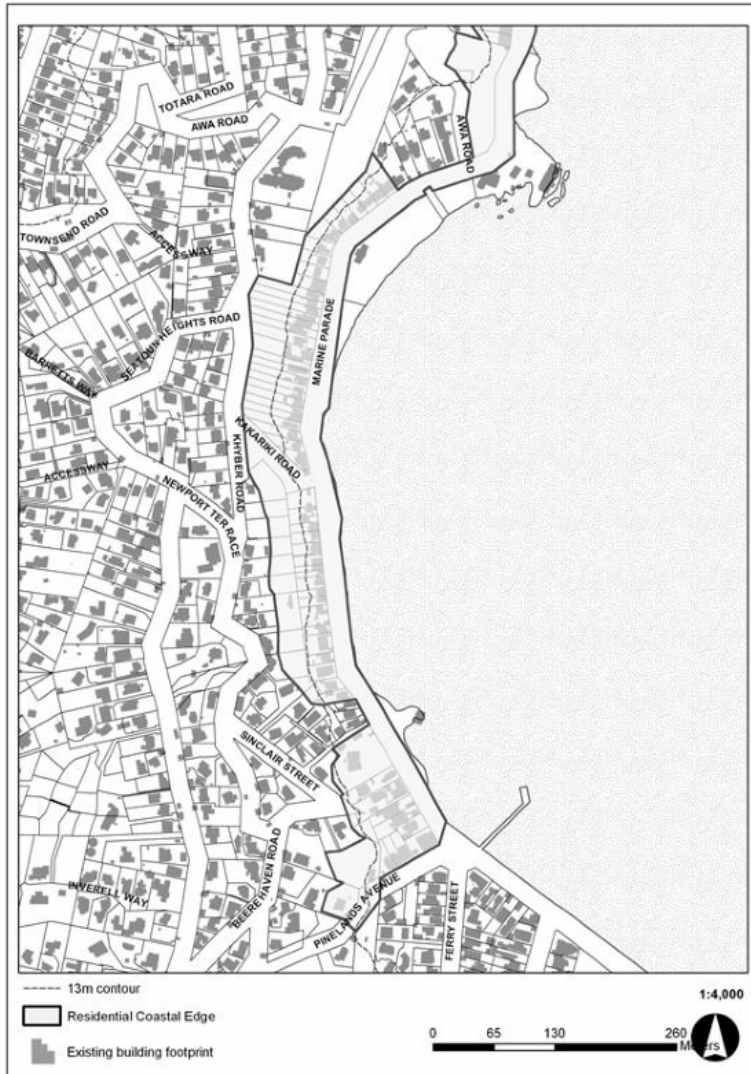 TOTARA ROAD
AWA ROAD
AWA ROAD
TOWNSEND ROAD
ACCESSWAY
SEATOUN HEIGHTS ROAD
MARINE PARADE
BARRETTS WAY
KAKARIKI ROAD
KHYBER ROAD
ACCESSWAY
NEWPORT TERRACE
SINCLAIR STREET
BEERE HAVEN ROAD
INVERELL WAY
PINELANDS AVENUE
FERRY STREET
13m contour
Residential Coastal Edge
Existing building footprint
1:4,000
0 65 130 260
Meters